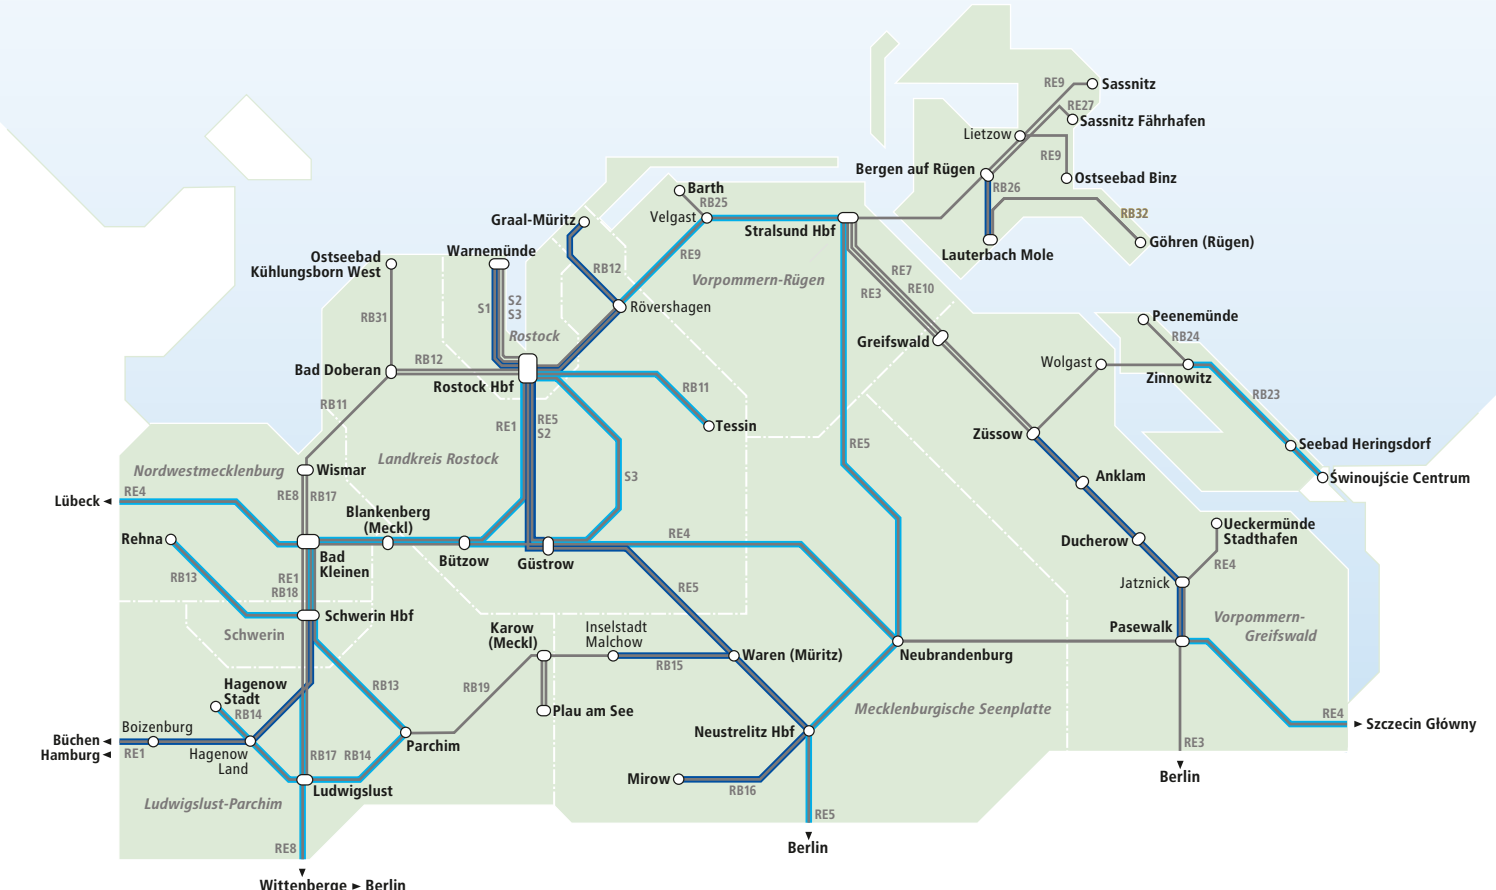 RE9
Sassnitz
RE27
Sassnitz Fährhafen
Lietzow
RE9
Bergen auf Rügen
Ostseebad Binz
RB26
Barth
RB25
Velgast
Graal-Müritz
Stralsund Hbf
RB32
Göhren (Rügen)
Lauterbach Mole
Warnemünde
Ostseebad
Kühlungsborn West
RB12
RE9
Vorpommern-Rügen
RE7
RE10
RE3
S1
S2
S3
Rövershagen
RB31
Rostock
Peenemünde
RB24
Greifswald
Wolgast
Zinnowitz
RB12
Bad Doberan
Rostock Hbf
RB11
RB23
RB11
RE1
RE5
S2
Tessin
Züssow
RE5
Seebad Heringsdorf
Landkreis Rostock
Nordwestmecklenburg
Wismar
S3
Anklam
Świnoujście Centrum
RE4
Lübeck
RE8
RB17
Blankenberg
(Meckl)
Rehna
RE4
Ueckermünde
Stadthafen
Ducherow
Bad
Kleinen
Bützow
Güstrow
RE4
RB13
RE1
RB18
Jatznick
RE5
Schwerin Hbf
Vorpommern-
Greifswald
Schwerin
Karow
(Meckl)
Inselstadt
Malchow
Pasewalk
Waren (Müritz)
Neubrandenburg
RB15
Hagenow
Stadt
RB13
RB19
RB14
Plau am See
Mecklenburgische Seenplatte
RE4
Szczecin Główny
Boizenburg
Neustrelitz Hbf
Büchen
Hamburg
RE1
Hagenow
Land
Parchim
RE3
RB17
RB14
Berlin
Mirow
RB16
Ludwigslust
Ludwigslust-Parchim
RE5
RE8
Berlin
Wittenberge ► Berlin